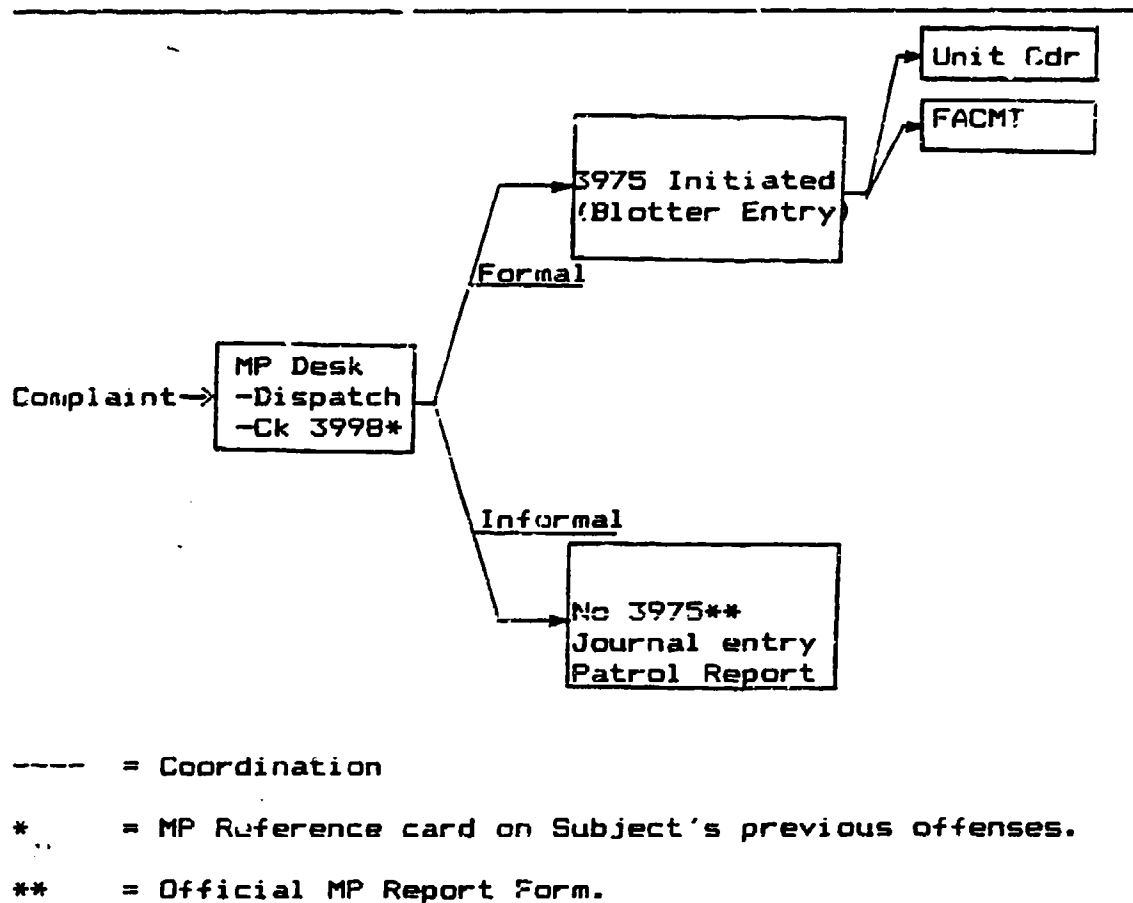 Unit Cdr
FACMT
3975 Initiated
(Blotter Entry)
Formal
Complaint
MP Desk
-Dispatch
-Ck 3998*
Informal
No 3975**
Journal entry
Patrol Report
---- = Coordination
* = MP Reference card on Subject's previous offenses.
** = Official MP Report Form.